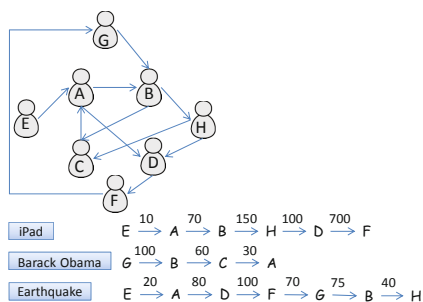 G
A
B
E
H
C
D
F
10 70 150 100 700
iPad E A B H D F
100 60 30
Barack Obama G B C A
20 80 100 70 75 40
Earthquake E A D F G B H